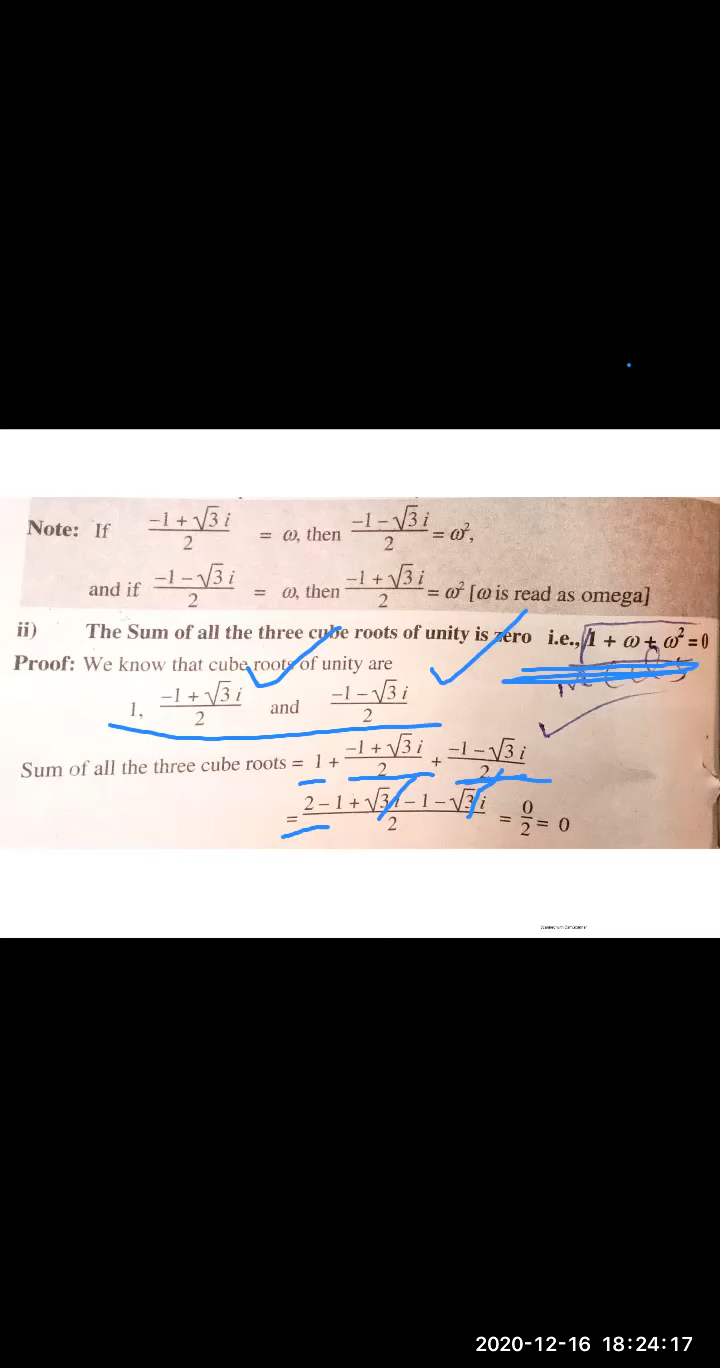 Note: If (-1 + √3 i)/2 = ω, then (-1 - √3 i)/2 = ω²,
and if (-1 - √3 i)/2 = ω, then (-1 + √3 i)/2 = ω² [ω is read as omega]
ii) The Sum of all the three cube roots of unity is zero i.e., 1 + ω + ω² = 0
Proof: We know that cube roots of unity are
1, (-1 + √3 i)/2 and (-1 - √3 i)/2
Sum of all the three cube roots = 1 + (-1 + √3 i)/2 + (-1 - √3 i)/2
= (2 - 1 + √3 i - 1 - √3 i)/2 = 0/2 = 0
Scanned with CamScanner
2020-12-16 18:24:17